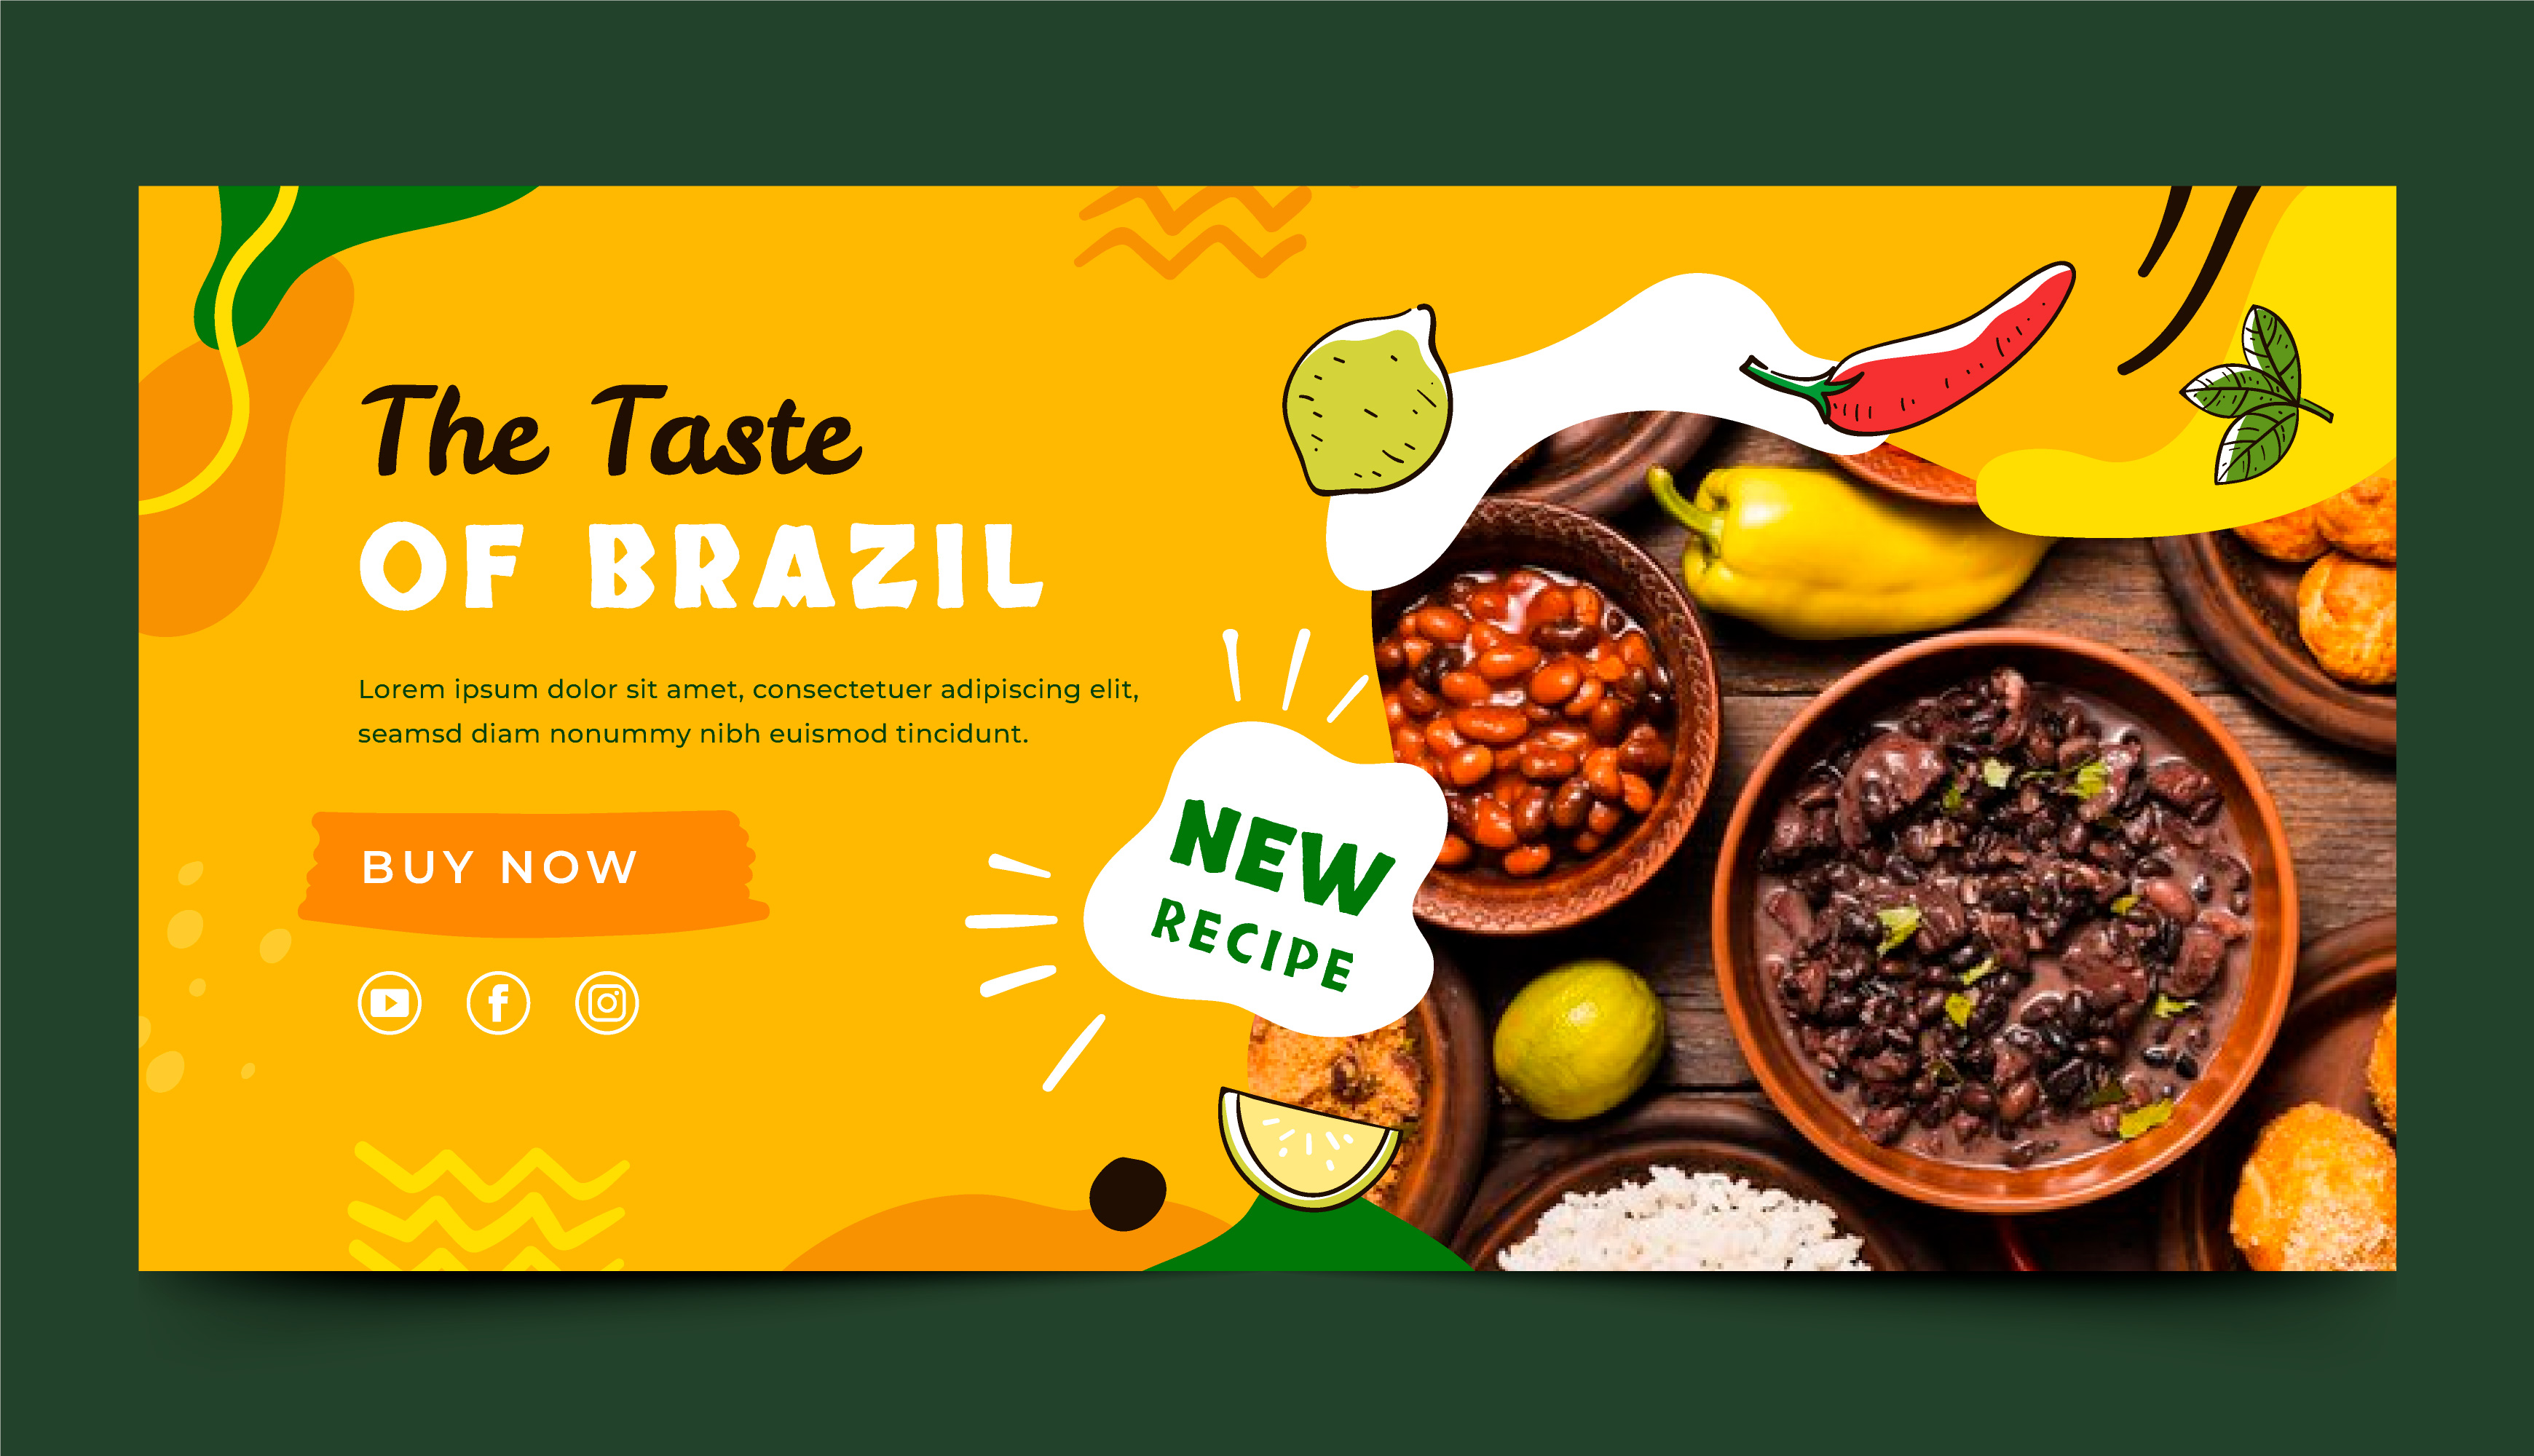 The Taste
OF BRAZIL
Lorem ipsum dolor sit amet, consectetuer adipiscing elit,
seamsd diam nonummy nibh euismod tincidunt.
BUY NOW
NEW
RECIPE